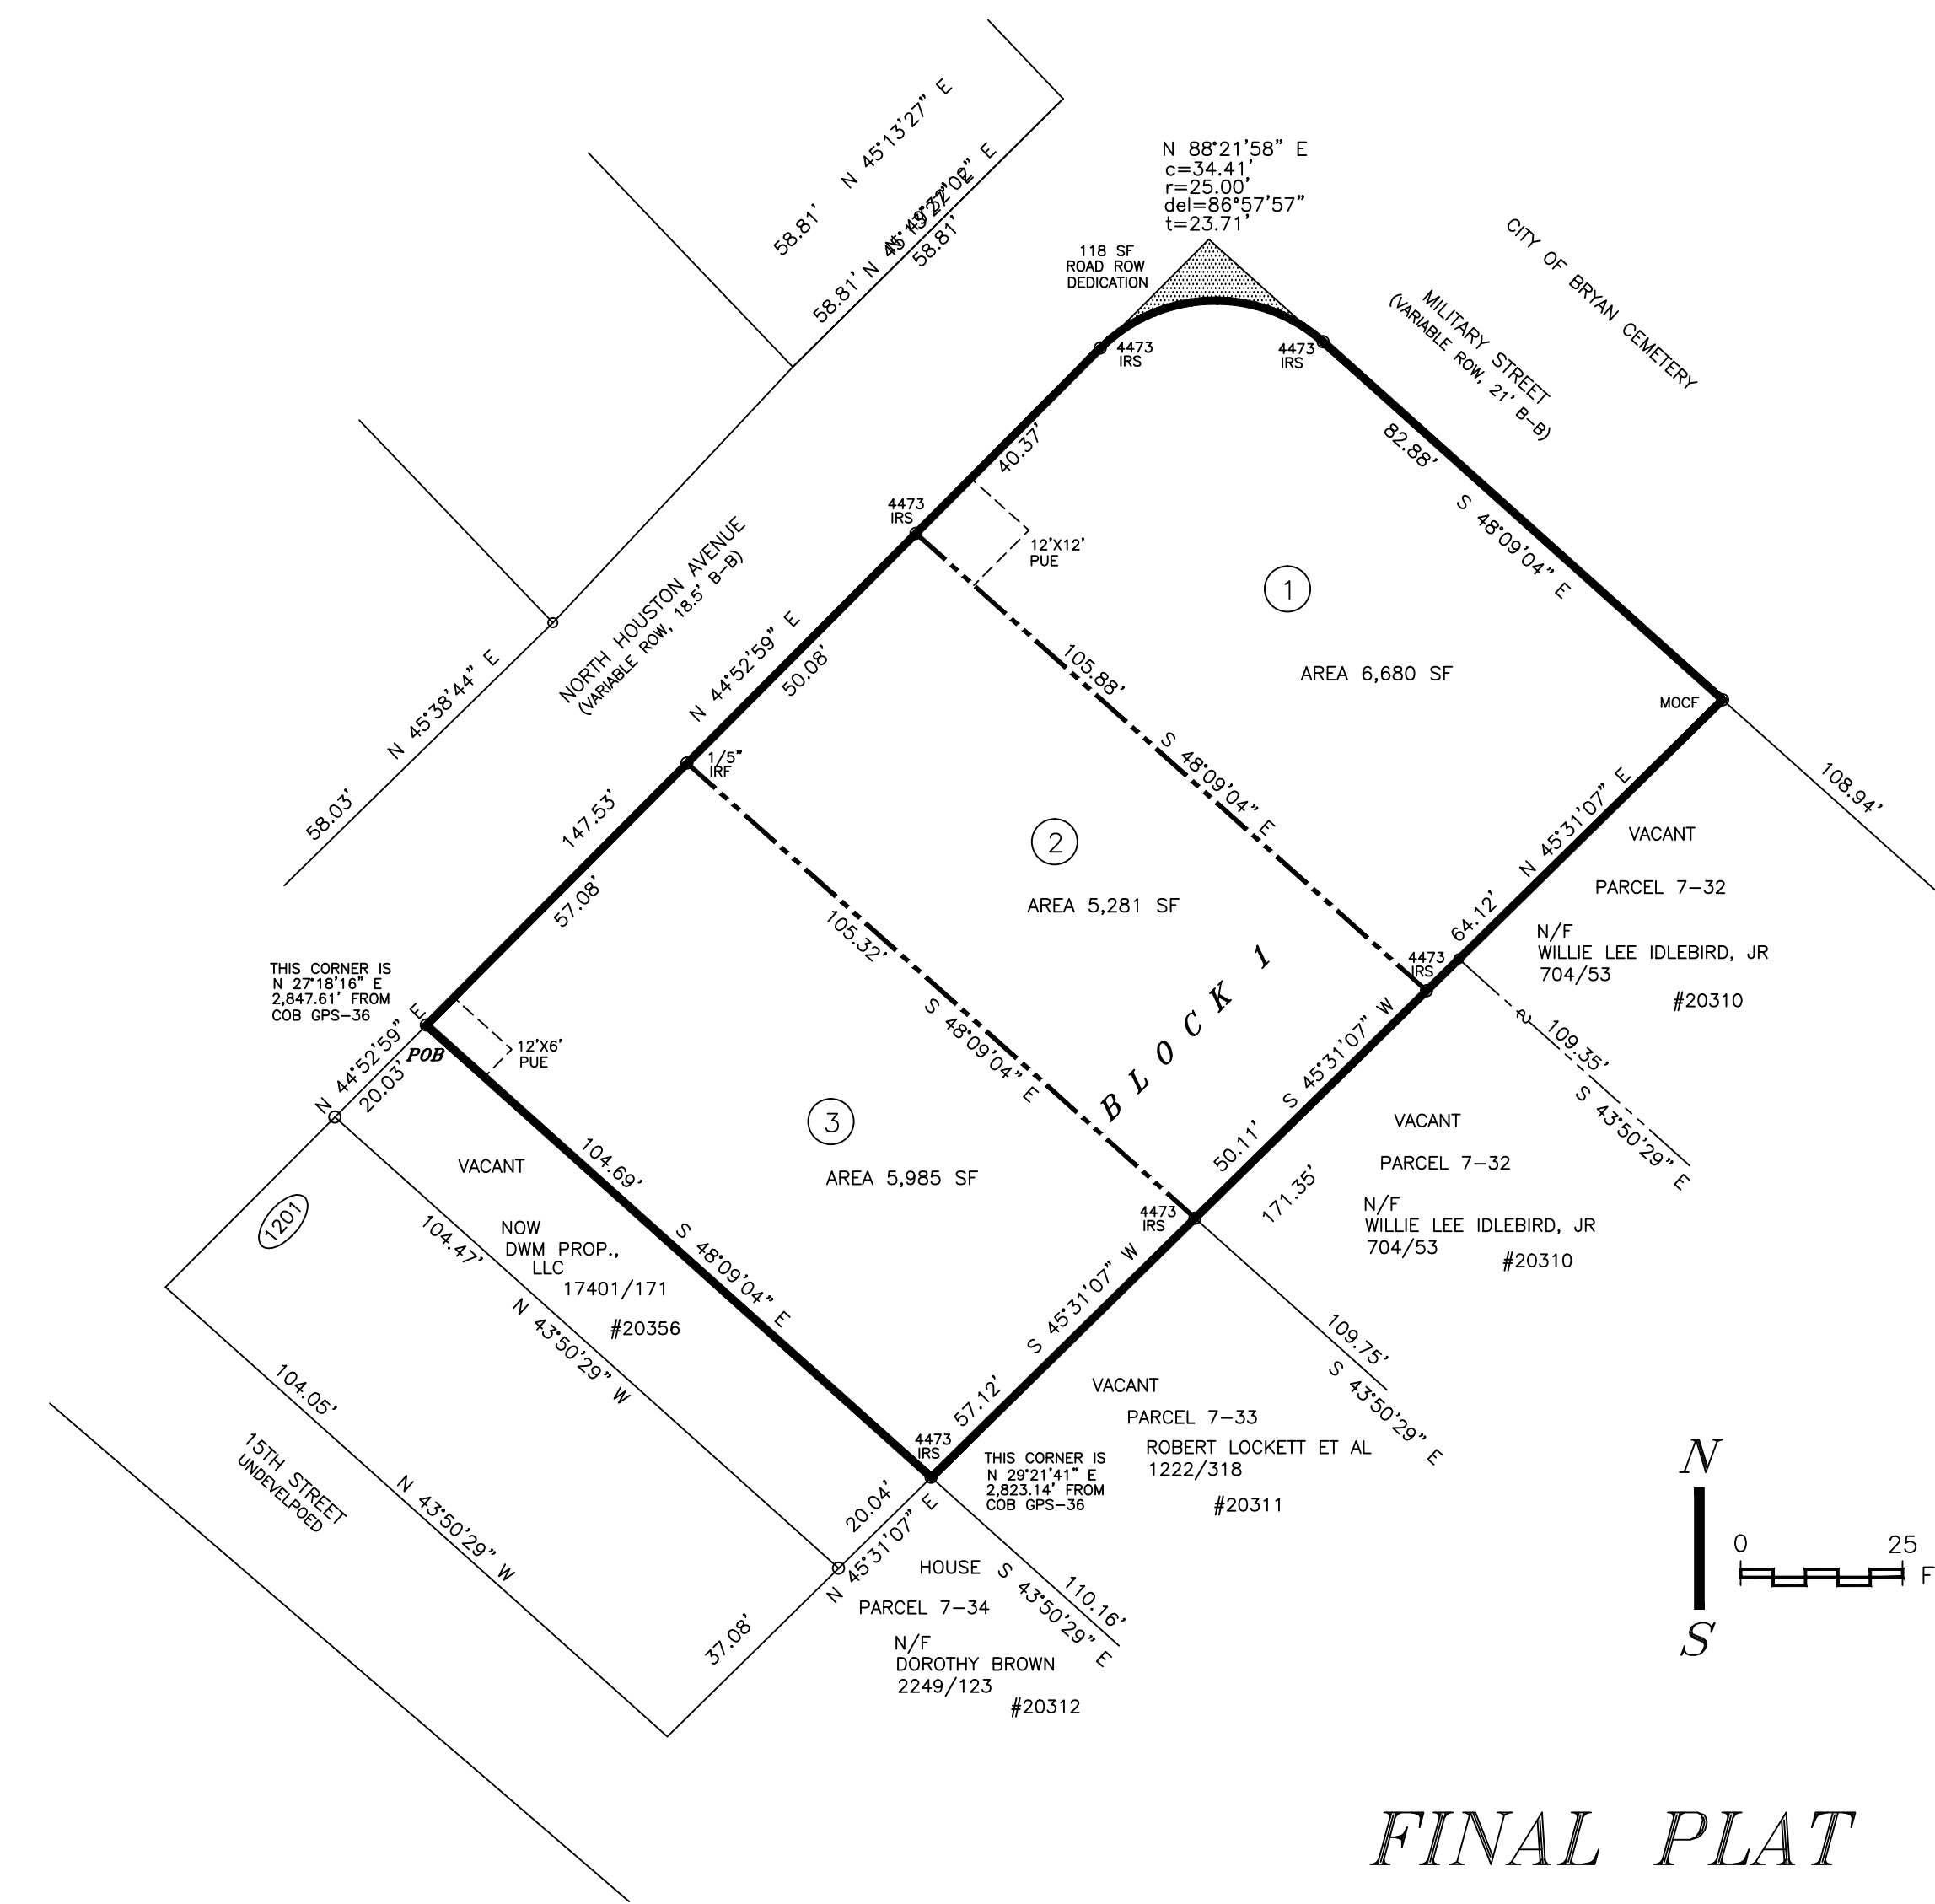 N 45°13'27" E
58.81'
58.81'
58.81'
N 88°21'58" E
c=34.41'
r=25.00'
del=86°57'57"
t=23.71'
118 SF
ROAD ROW
DEDICATION
CITY OF BRYAN CEMETERY
MILITARY STREET
(VARIABLE ROW, 21' B-B)
4473
IRS
4473
IRS
82.88'
S 48°09'04" E
40.37'
4473
IRS
12'X12'
PUE
1
AREA 6,680 SF
NORTH HOUSTON AVENUE
(VARIABLE ROW, 18.5' B-B)
N 44°52'59" E
50.08'
105.88'
S 48°09'04" E
MOCF
N 45°38'44" E
58.03'
1/5"
IRF
147.53'
57.08'
2
AREA 5,281 SF
105.32'
S 48°09'04" E
108.94'
N 45°31'07" E
64.12'
VACANT
PARCEL 7-32
N/F
WILLIE LEE IDLEBIRD, JR
704/53
#20310
4473
IRS
THIS CORNER IS
N 27°18'16" E
2,847.61' FROM
COB GPS-36
BLOCK 1
N 44°52'59" E
20.03'
POB
12'X6'
PUE
109.35'
S 43°50'29" E
S 45°31'07" W
50.11'
171.35'
3
AREA 5,985 SF
VACANT
PARCEL 7-32
N/F
WILLIE LEE IDLEBIRD, JR
704/53
#20310
VACANT
104.69'
S 48°09'04" E
1201
104.47'
N 43°50'29" W
NOW
DWM PROP.,
LLC
17401/171
#20356
4473
IRS
S 45°31'07" W
57.12'
109.75'
S 43°50'29" E
104.05'
N 43°50'29" W
15TH STREET
UNDEVELPOED
VACANT
PARCEL 7-33
ROBERT LOCKETT ET AL
1222/318
#20311
4473
IRS
THIS CORNER IS
N 29°21'41" E
2,823.14' FROM
COB GPS-36
20.04'
N 45°31'07" E
37.08'
HOUSE
PARCEL 7-34
N/F
DOROTHY BROWN
2249/123
#20312
110.16'
S 43°50'29" E
N
S
0 25 F
FINAL PLAT